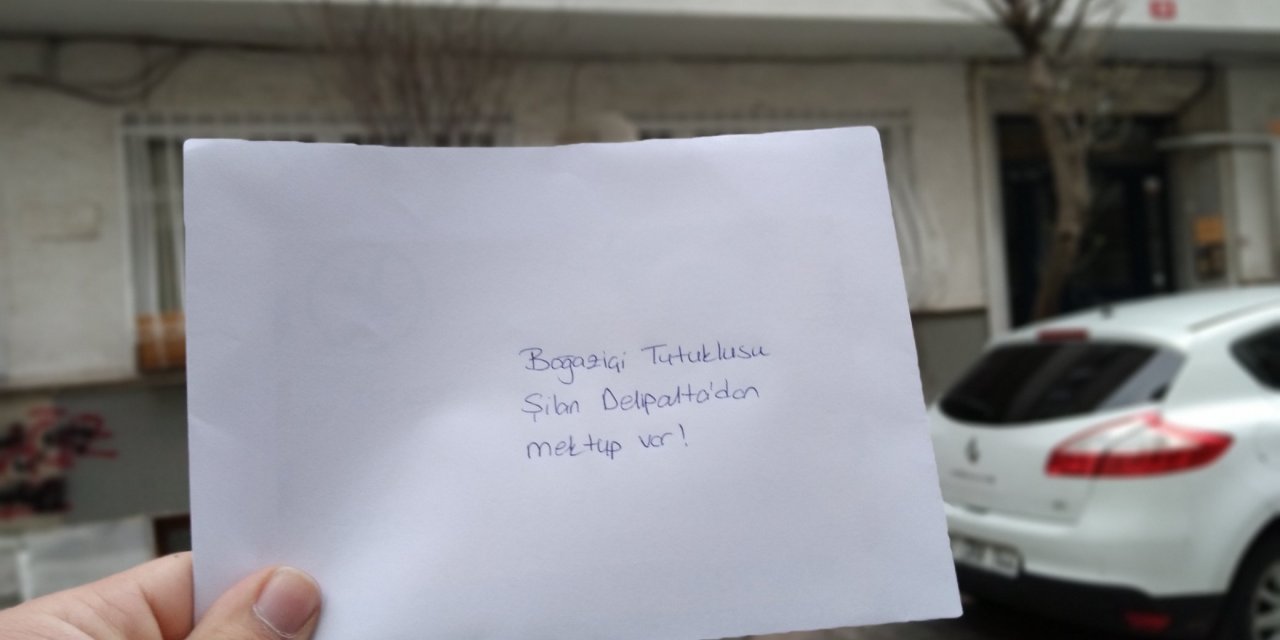 Boğaziçi Tutuklusu
Şilan Delipalta'dan
mektup var!